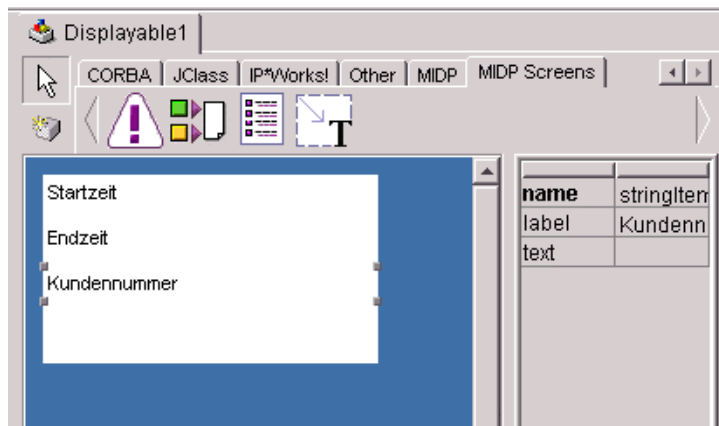 Displayable1
CORBA JClass IP*Works! Other MIDP MIDP Screens
T
Startzeit
Endzeit
Kundennummer
name stringItem
label Kundenn
text